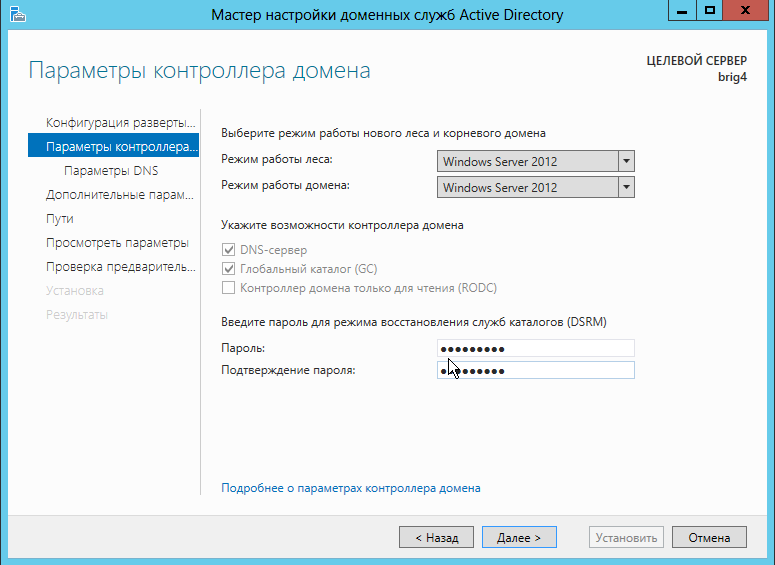 Мастер настройки доменных служб Active Directory
Параметры контроллера домена
ЦЕЛЕВОЙ СЕРВЕР
brig4
Конфигурация разверты...
Параметры контроллера...
Параметры DNS
Дополнительные парам...
Пути
Просмотреть параметры
Проверка предваритель...
Установка
Результаты
Выберите режим работы нового леса и корневого домена
Режим работы леса: Windows Server 2012
Режим работы домена: Windows Server 2012
Укажите возможности контроллера домена
DNS-сервер
Глобальный каталог (GC)
Контроллер домена только для чтения (RODC)
Введите пароль для режима восстановления служб каталогов (DSRM)
Пароль: ●●●●●●●●●
Подтверждение пароля: ●●●●●●●●●
Подробнее о параметрах контроллера домена
< Назад Далее > Установить Отмена